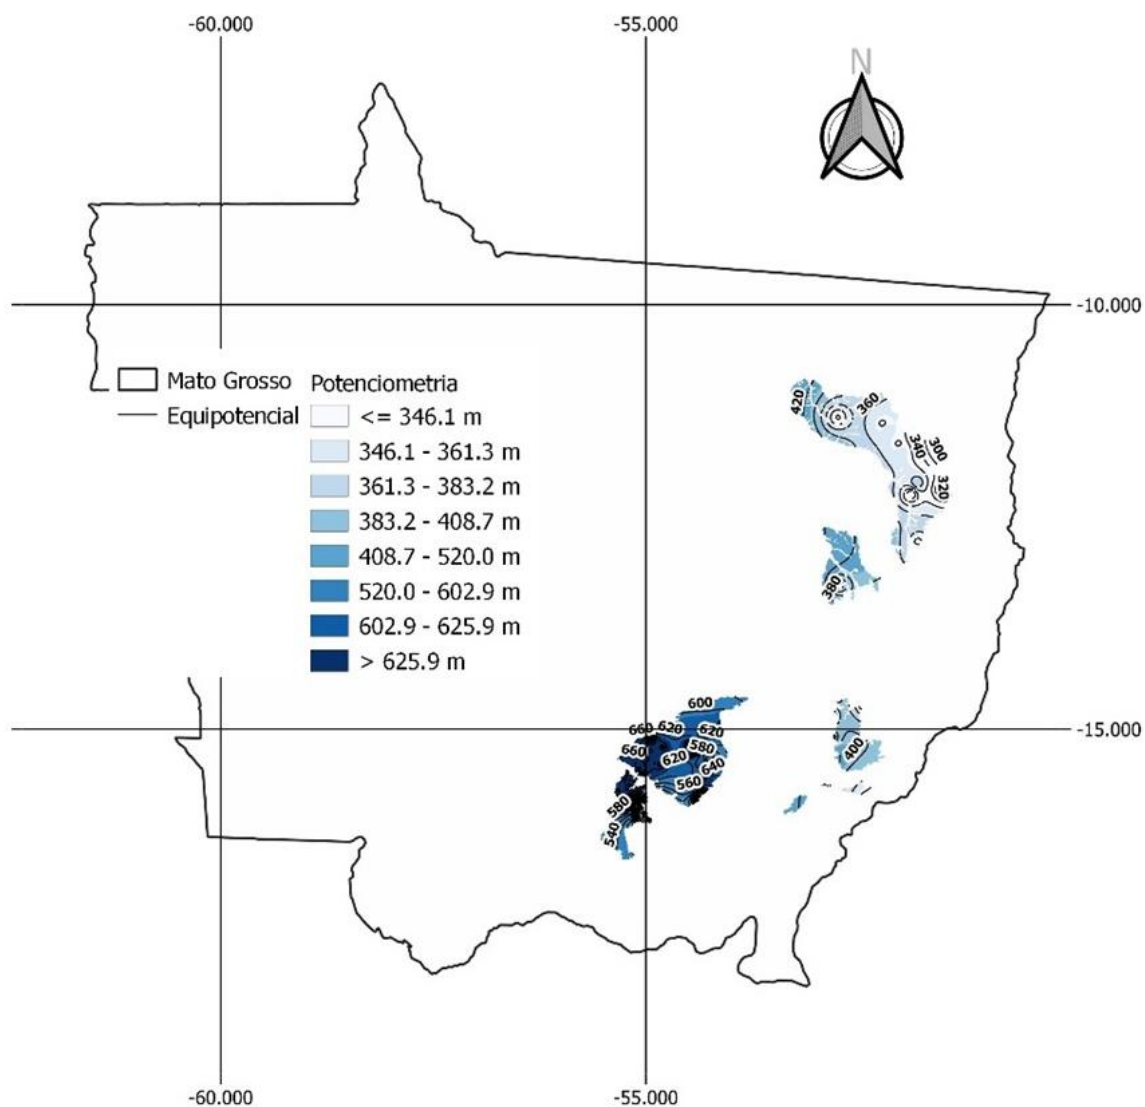 -60.000
-55.000
N
-10.000
Mato Grosso
Equipotencial
Potenciometria
<= 346.1 m
346.1 - 361.3 m
361.3 - 383.2 m
383.2 - 408.7 m
408.7 - 520.0 m
520.0 - 602.9 m
602.9 - 625.9 m
> 625.9 m
420
360
340
300
320
380
600
660
620
620
-15.000
660
620
580
640
560
400
580
540
-60.000
-55.000